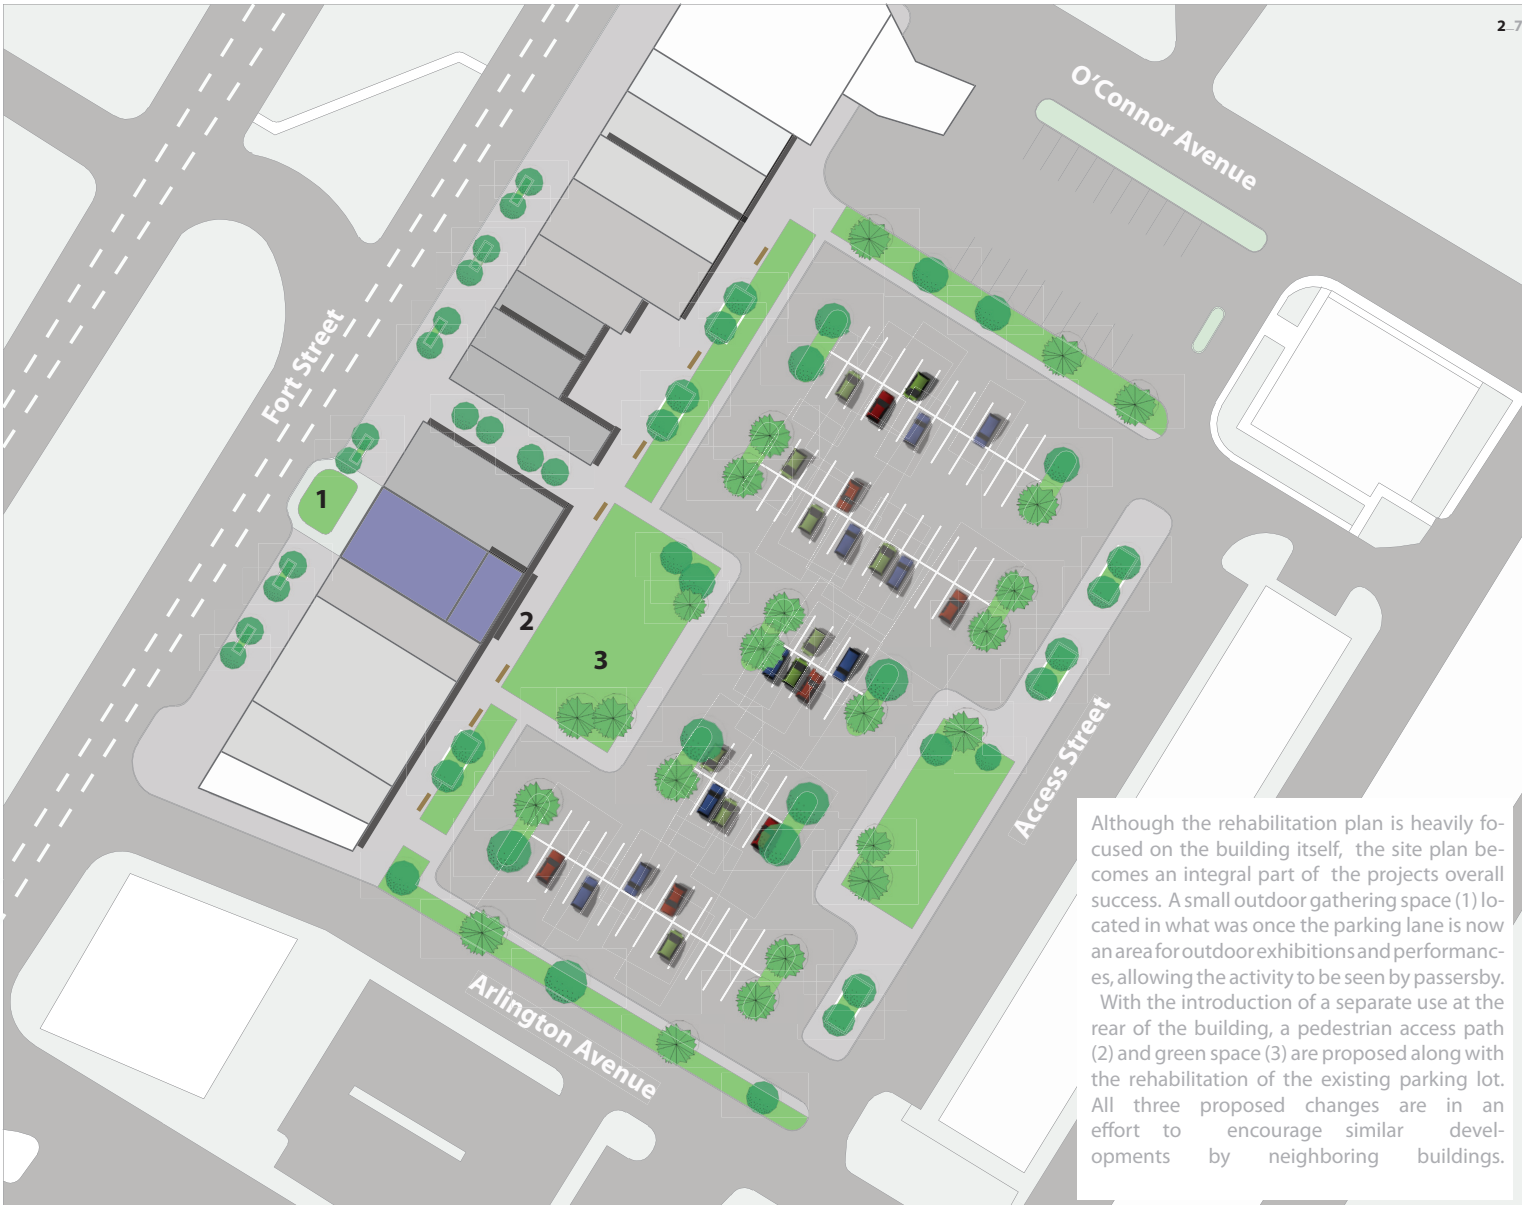 2_7
O'Connor Avenue
Fort Street
1
2
3
Access Street
Arlington Avenue
Although the rehabilitation plan is heavily fo-
cused on the building itself, the site plan be-
comes an integral part of the projects overall
success. A small outdoor gathering space (1) lo-
cated in what was once the parking lane is now
an area for outdoor exhibitions and performanc-
es, allowing the activity to be seen by passersby.
With the introduction of a separate use at the
rear of the building, a pedestrian access path
(2) and green space (3) are proposed along with
the rehabilitation of the existing parking lot.
All three proposed changes are in an
effort to encourage similar devel-
opments by neighboring buildings.